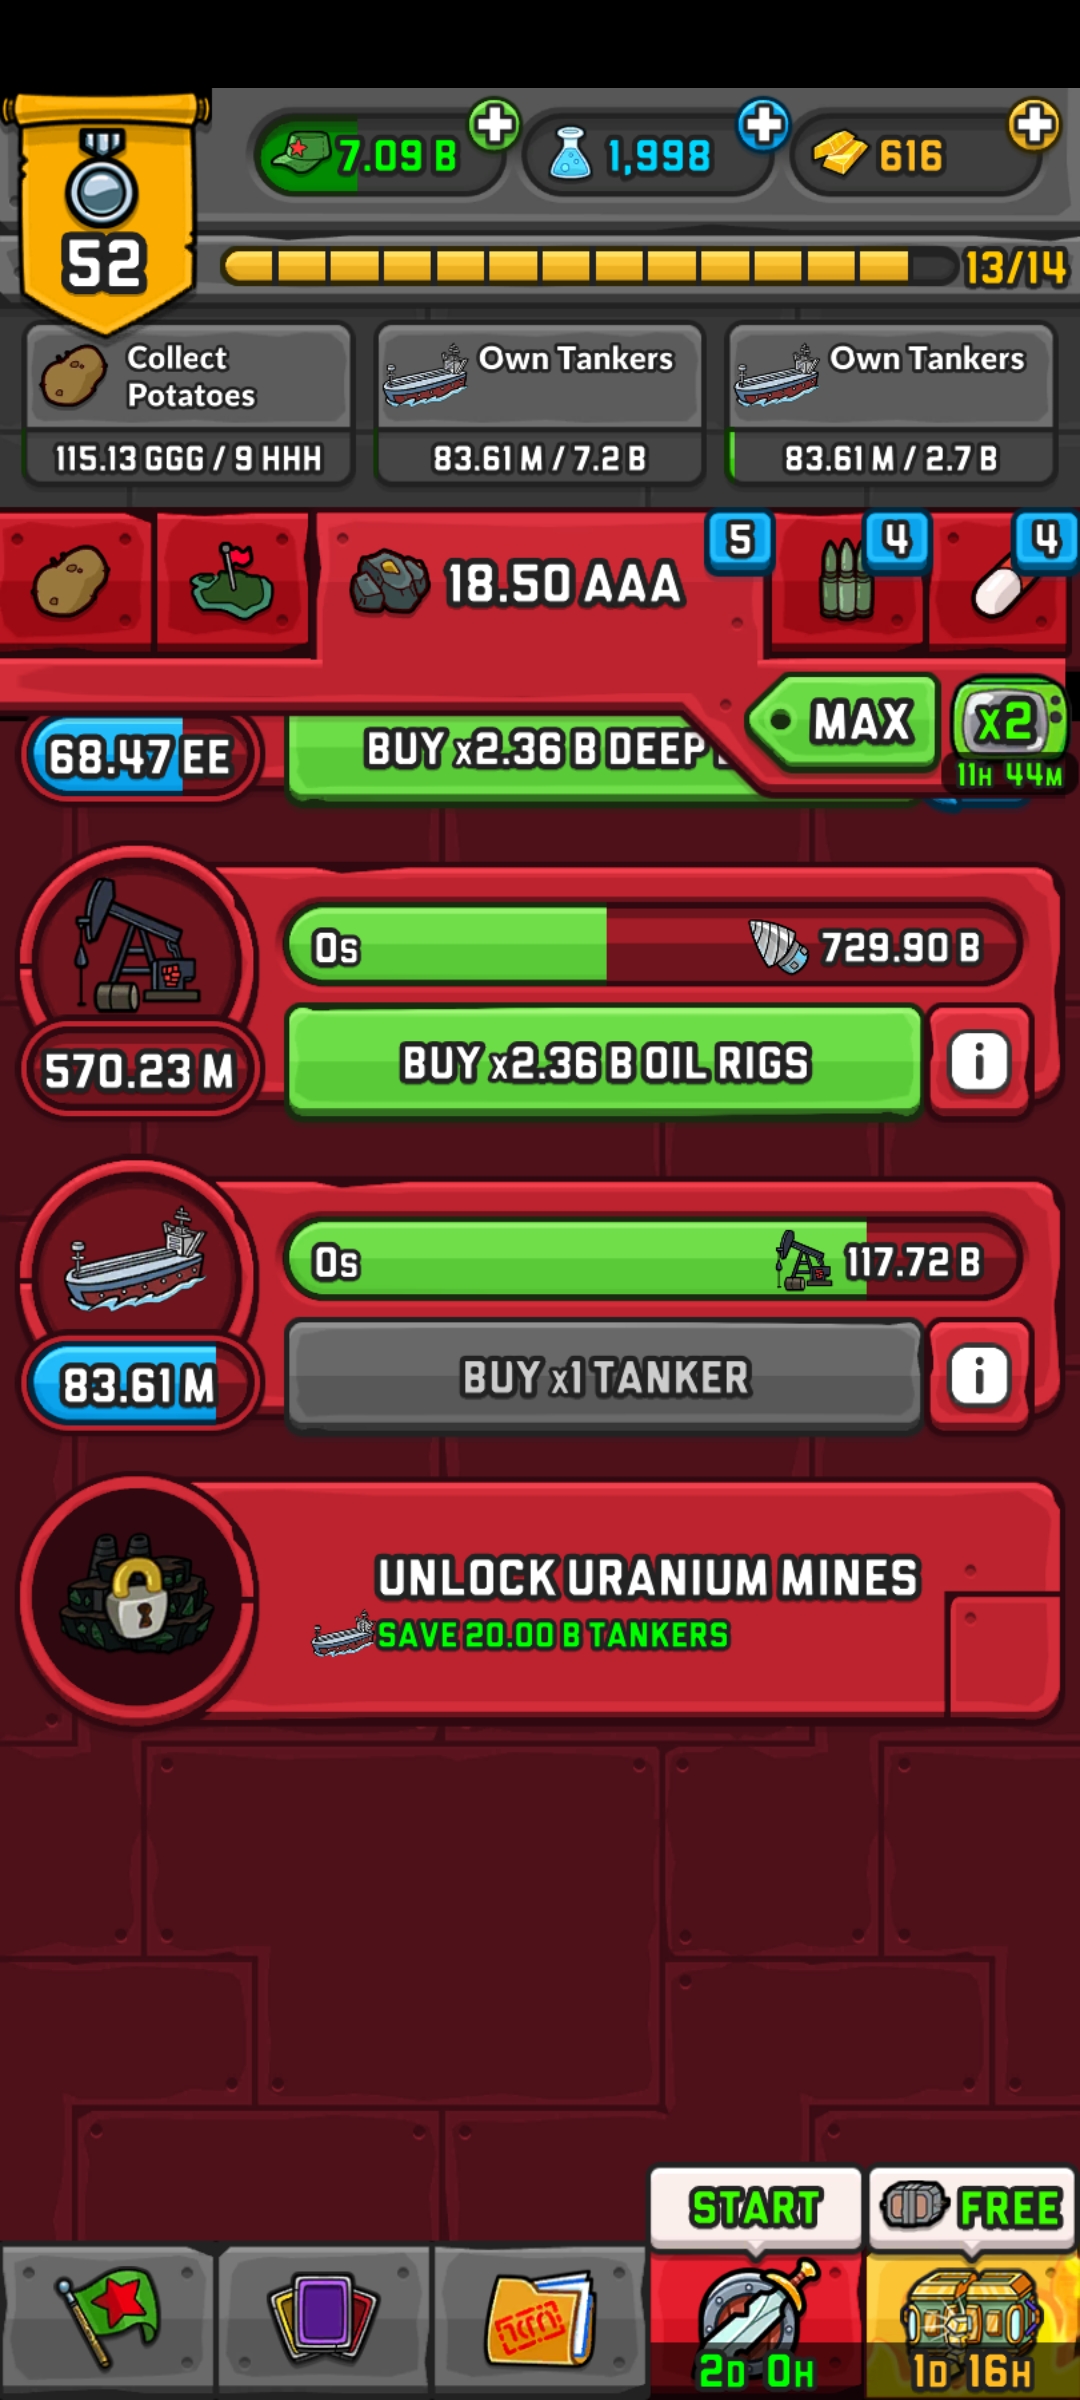 7.09 B
1,998
616
52
13/14
Collect
Potatoes
Own Tankers
Own Tankers
115.13 GGG / 9 HHH
83.61 M / 7.2 B
83.61 M / 2.7 B
18.50 AAA
5
4
4
MAX
x2
11H 44M
68.47 EE
BUY x2.36 B DEEP
0s
729.90 B
570.23 M
BUY x2.36 B OIL RIGS
i
0s
117.72 B
83.61 M
BUY x1 TANKER
i
UNLOCK URANIUM MINES
SAVE 20.00 B TANKERS
START
FREE
2D 0H
1D 16H